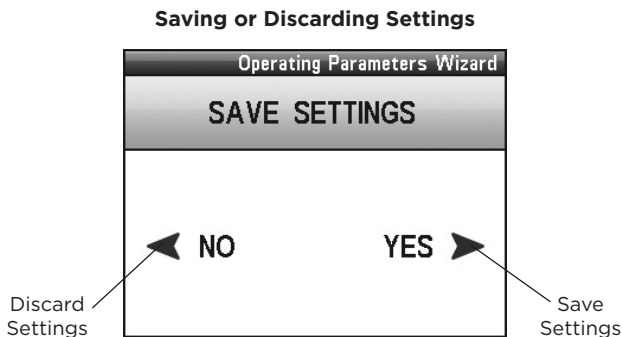 Saving or Discarding Settings
Operating Parameters Wizard
SAVE SETTINGS
NO YES
Discard
Settings
Save
Settings